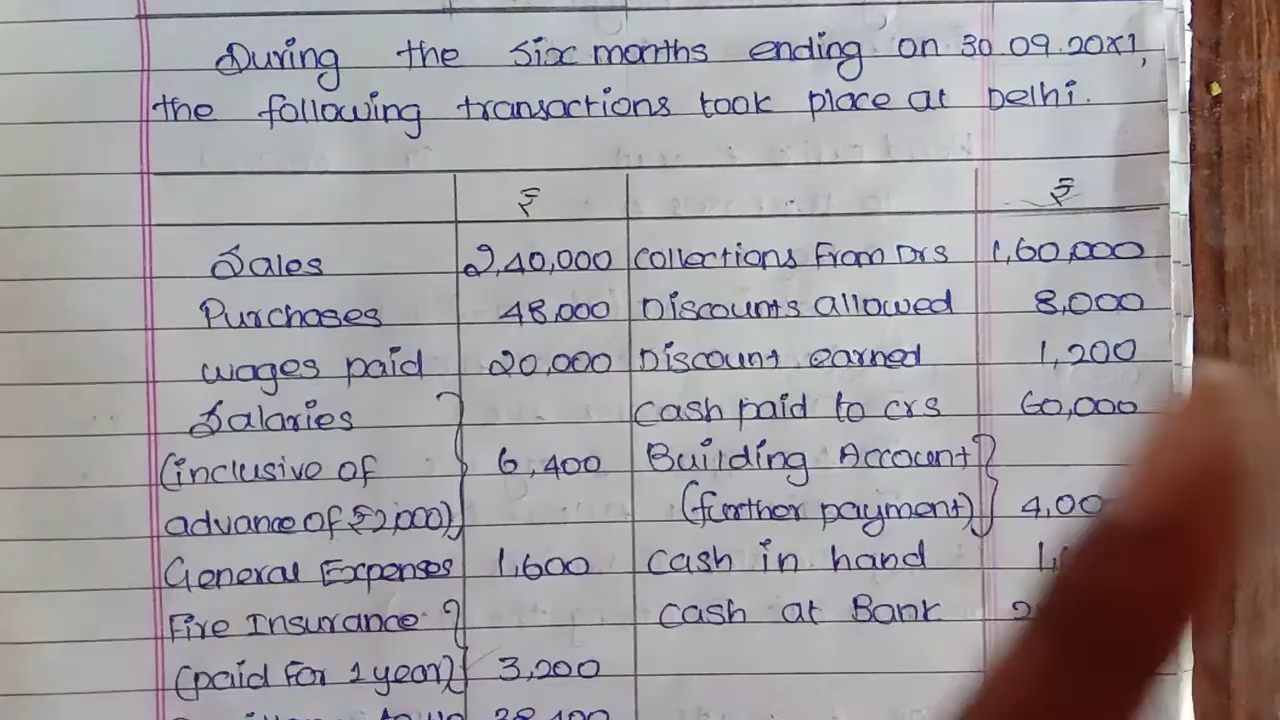 During the six months ending on 30.09.20X1,
the following transactions took place at Delhi.
₹ ₹
Sales 2,40,000 Collections From Drs 1,60,000
Purchases 48,000 Discounts allowed 8,000
wages paid 20,000 Discount earned 1,200
Salaries Cash paid to crs 60,000
(inclusive of 6,400 Building Account
advance of ₹2,000) (further payment) 4,00
General Expenses 1,600 Cash in hand
Fire Insurance Cash at Bank
(paid for 1 year) 3,200